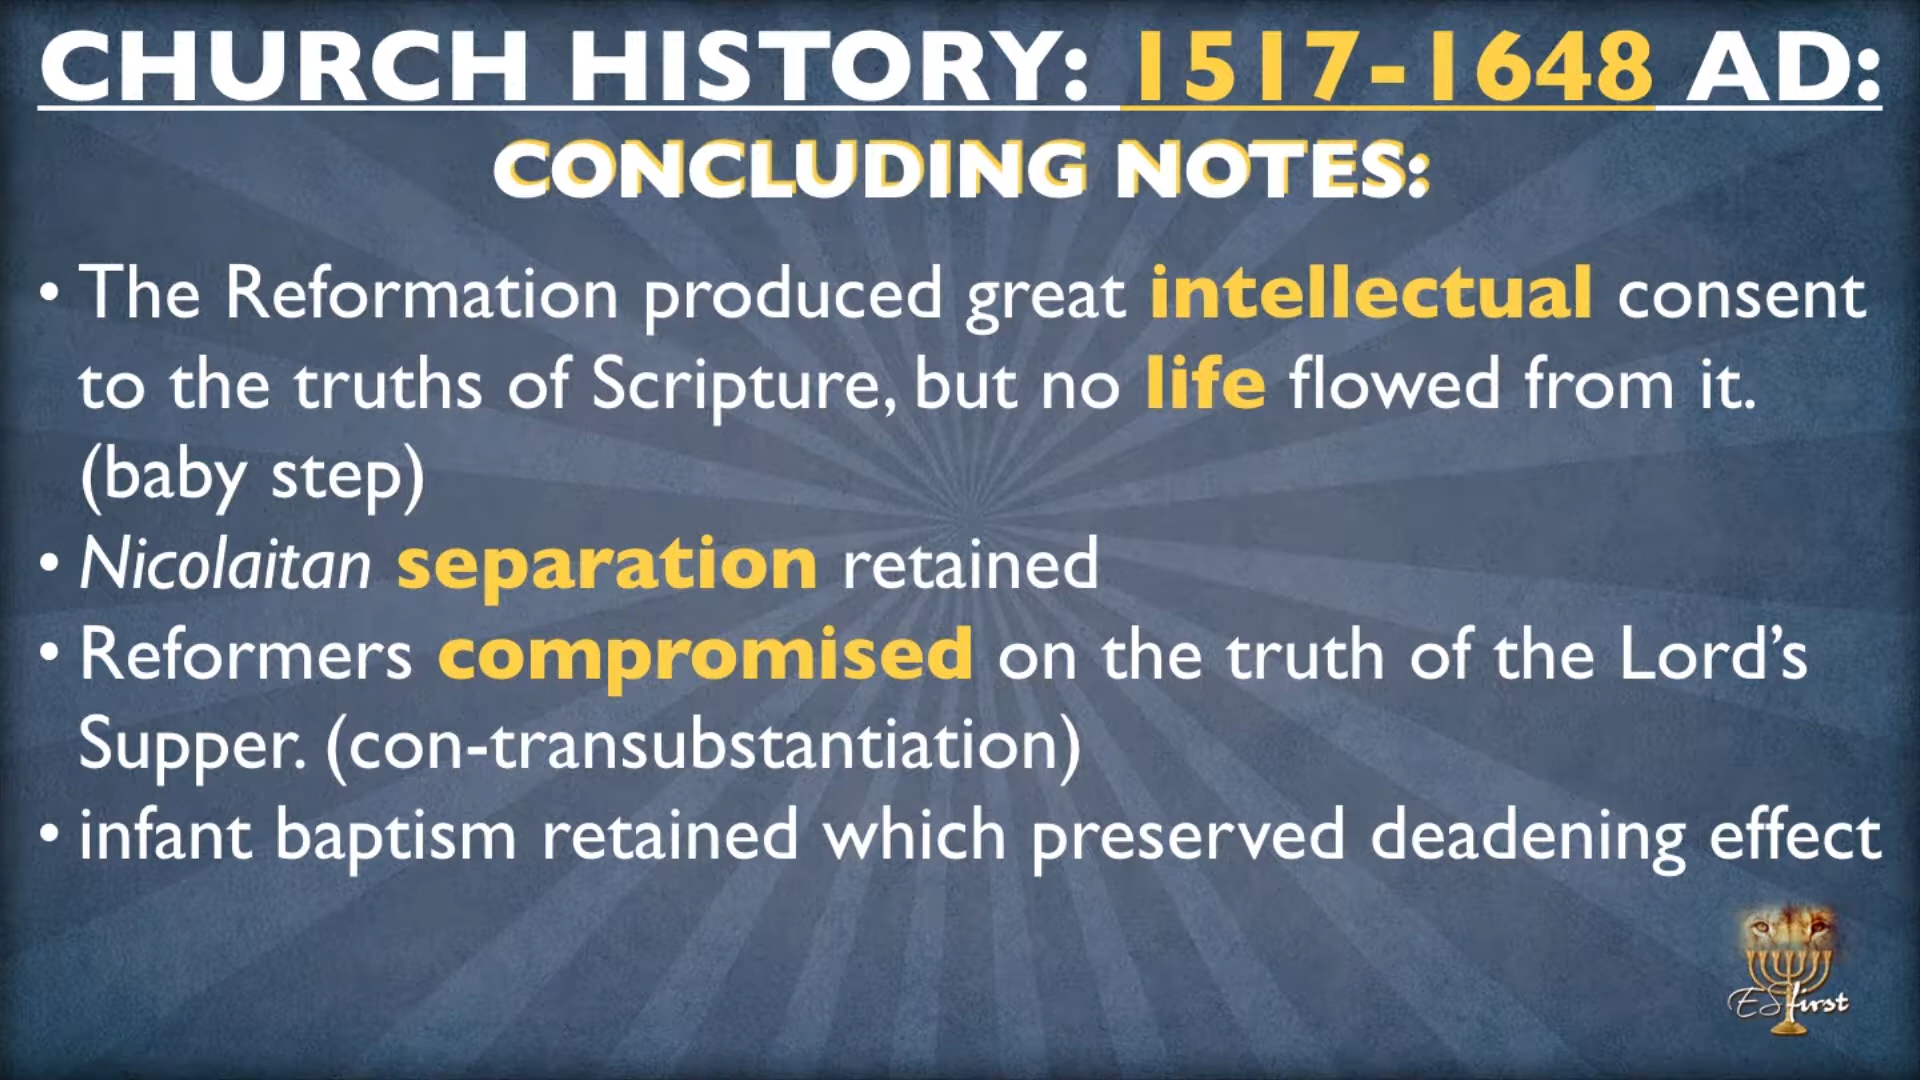 CHURCH HISTORY: 1517-1648 AD:
CONCLUDING NOTES:
• The Reformation produced great intellectual consent
to the truths of Scripture, but no life flowed from it.
(baby step)
• Nicolaitan separation retained
• Reformers compromised on the truth of the Lord’s
Supper. (con-transubstantiation)
• infant baptism retained which preserved deadening effect
ESfirst